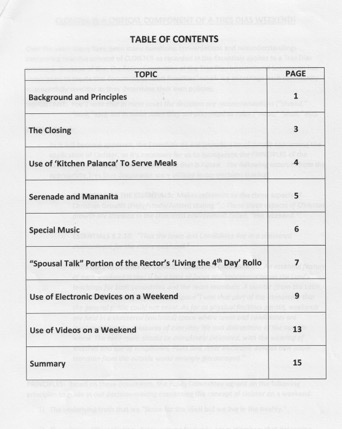 TABLE OF CONTENTS
TOPIC PAGE
Background and Principles 1
The Closing 3
Use of 'Kitchen Palanca' To Serve Meals 4
Serenade and Mananita 5
Special Music 6
"Spousal Talk" Portion of the Rector's 'Living the 4th Day' Rollo 7
Use of Electronic Devices on a Weekend 9
Use of Videos on a Weekend 13
Summary 15